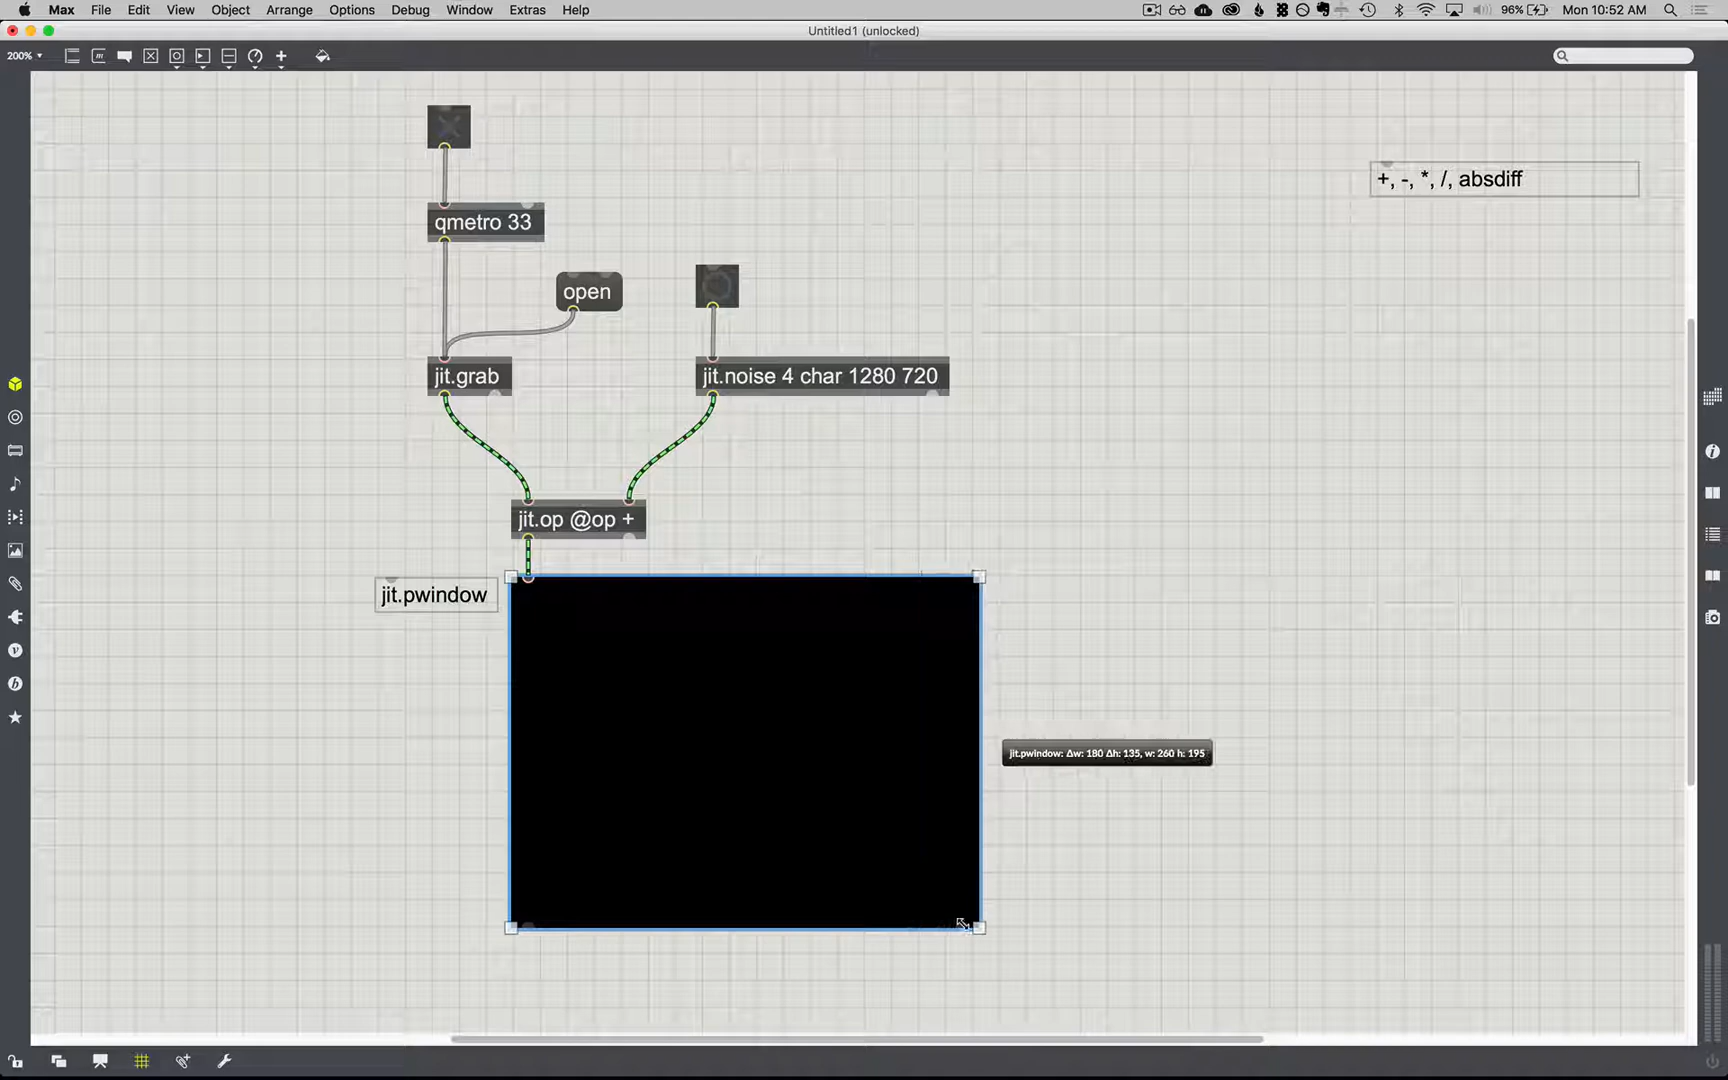 Max File Edit View Object Arrange Options Debug Window Extras Help 96% Mon 10:52 AM
Untitled1 (unlocked)
200%
+, -, *, /, absdiff
qmetro 33
open
jit.grab
jit.noise 4 char 1280 720
jit.op @op +
jit.pwindow
jit.pwindow: Δw: 180 Δh: 135, w: 260 h: 195